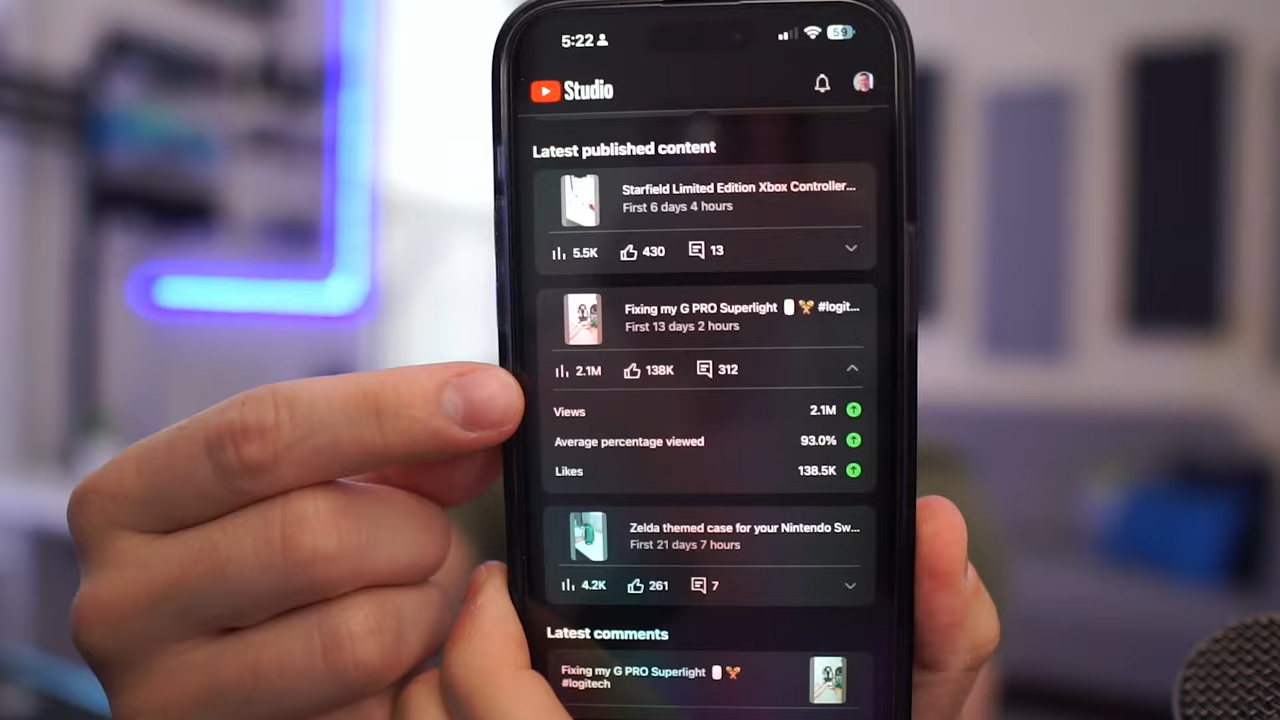 5:22
59
Studio
Latest published content
Starfield Limited Edition Xbox Controller...
First 6 days 4 hours
5.5K 430 13
Fixing my G PRO Superlight #logit...
First 13 days 2 hours
2.1M 138K 312
Views 2.1M
Average percentage viewed 93.0%
Likes 138.5K
Zelda themed case for your Nintendo Sw...
First 21 days 7 hours
4.2K 261 7
Latest comments
Fixing my G PRO Superlight
#logitech